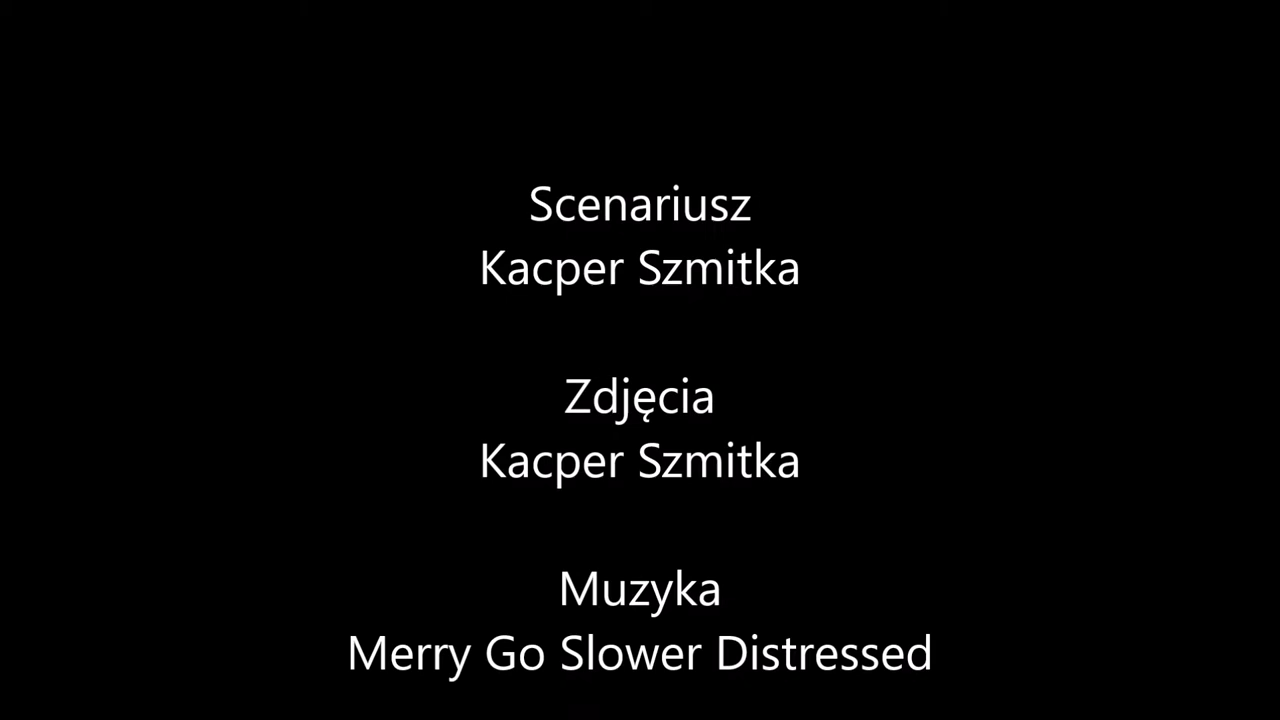 Scenariusz
Kacper Szmitka
Zdjęcia
Kacper Szmitka
Muzyka
Merry Go Slower Distressed